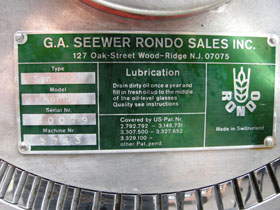 G.A. SEEWER RONDO SALES INC.
127 Oak-Street Wood-Ridge N.J. 07075
Type
Lubrication
Drain dirty oil once a year and
fill in fresh oil up to the middle
of the oil-level glasses
Quality see instructions
Model
Serial Nr
Machine Nr
Covered by US-Pat. Nr.
2.792.792 - 3.146.731
3.307.500 - 3.327.652
3.329.100 -
other Pat. pend.
RONDO
Made in Switzerland